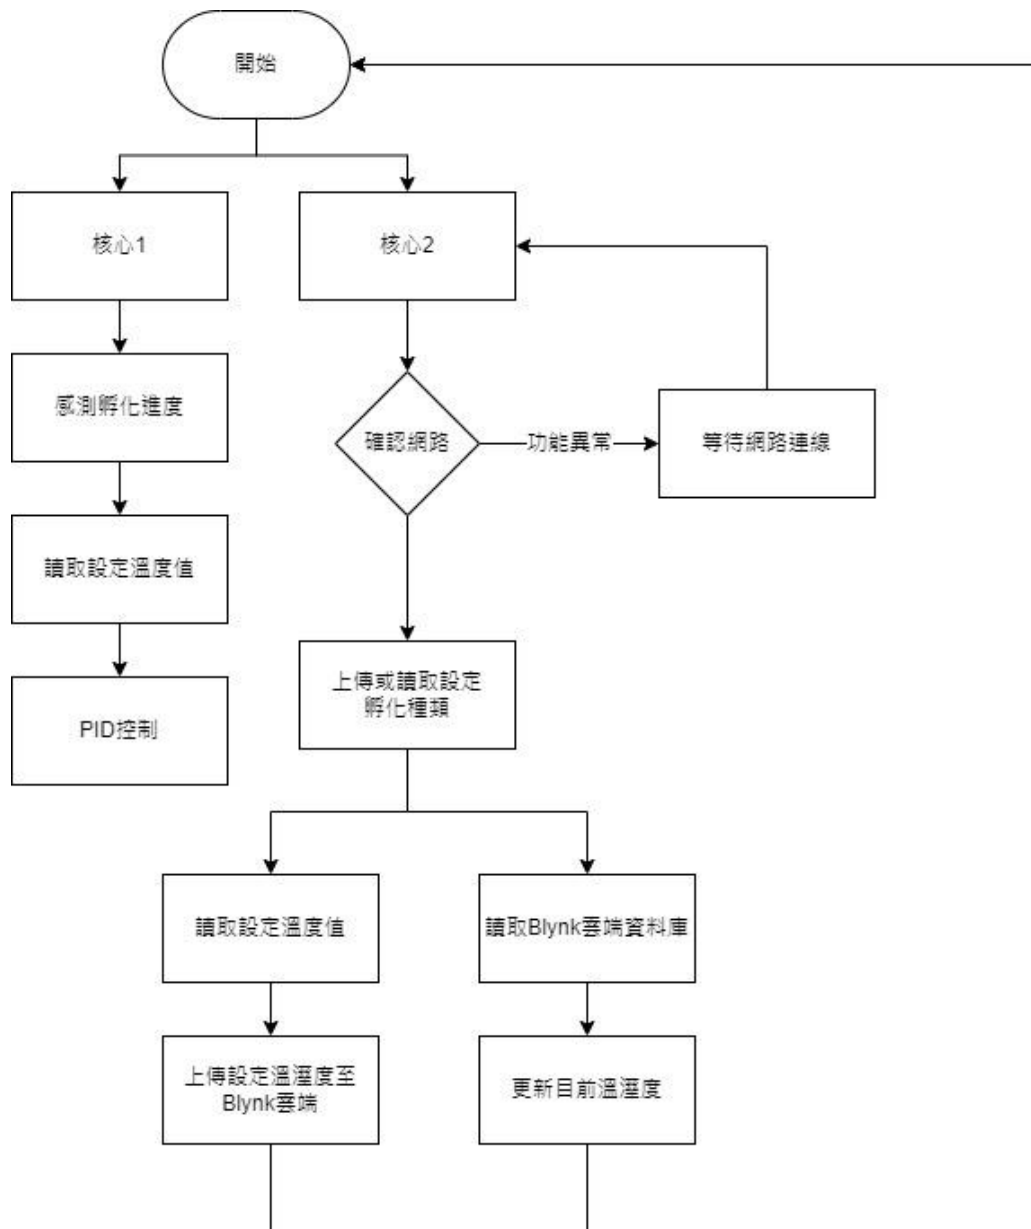 開始
核心1
核心2
感測孵化進度
確認網路
功能異常
等待網路連線
讀取設定溫度值
PID控制
上傳或讀取設定
孵化種類
讀取設定溫度值
讀取Blynk雲端資料庫
上傳設定溫溼度至
Blynk雲端
更新目前溫溼度